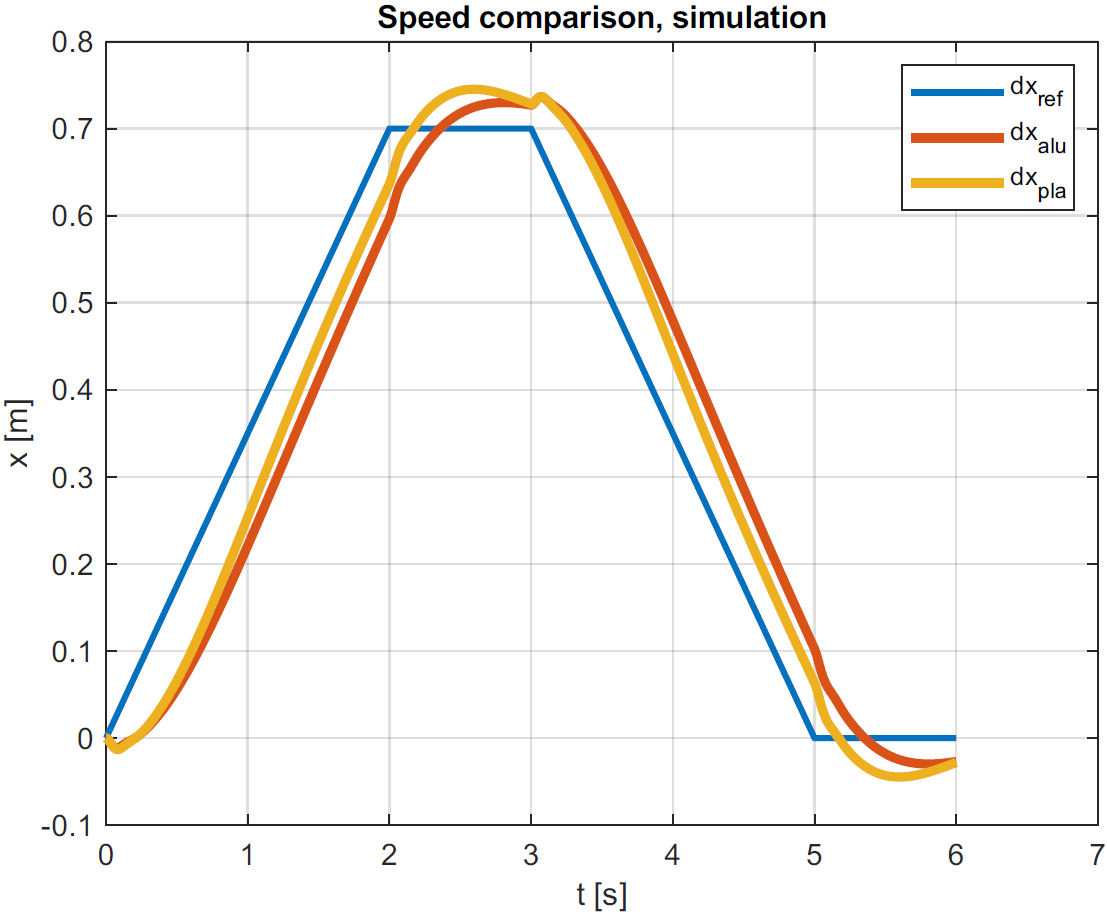 Speed comparison, simulation
0.8
0.7
0.6
0.5
0.4
0.3
0.2
0.1
0
-0.1
x [m]
dx_ref
dx_alu
dx_pla
0 1 2 3 4 5 6 7
t [s]